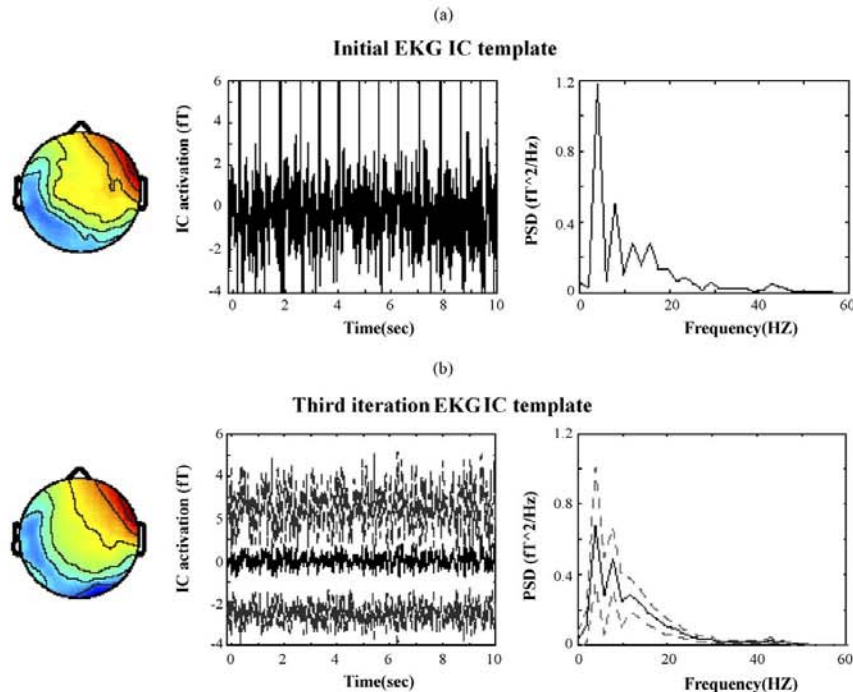 (a)
Initial EKG IC template
IC activation (fT)
6
4
2
0
-2
-4
0 2 4 6 8 10
Time(sec)
PSD (fT^2/Hz)
1.2
0.8
0.4
0
0 20 40 60
Frequency(HZ)
(b)
Third iteration EKG IC template
IC activation (fT)
6
4
5
0
-2
-4
0 2 4 6 8 10
Time(sec)
PSD (fT^2/Hz)
1.2
0.8
0.4
0
0 20 40 60
Frequency(HZ)